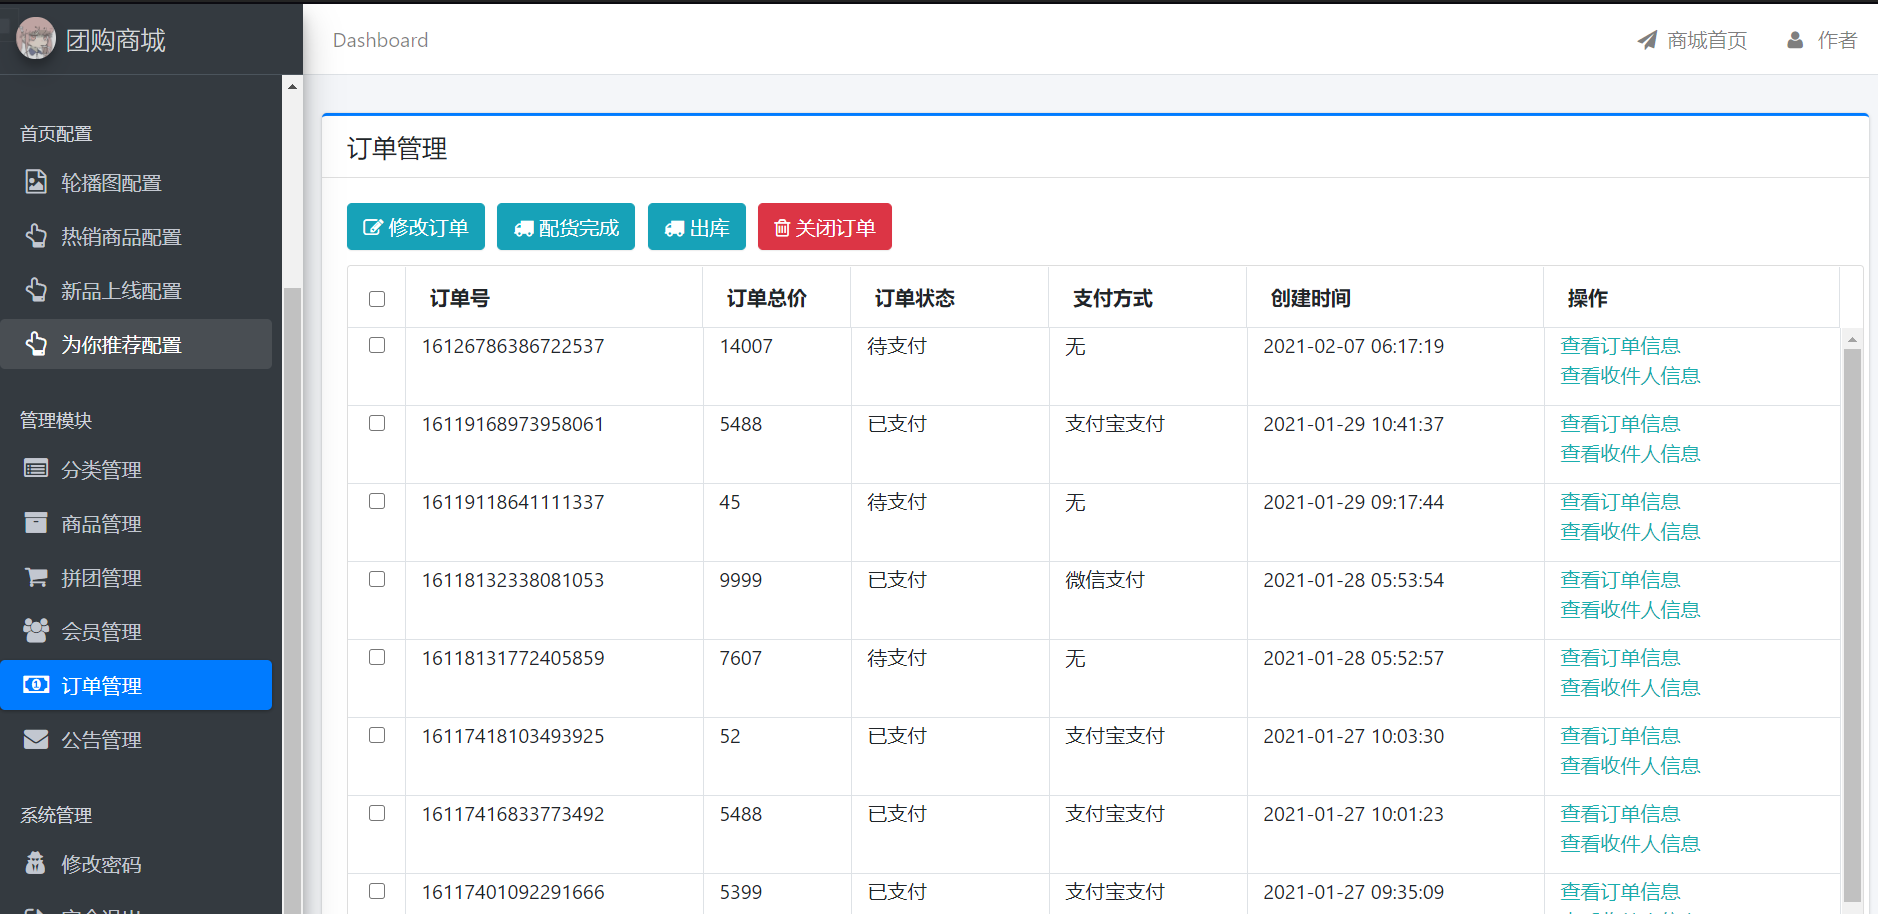 团购商城
Dashboard
商城首页
作者
首页配置
轮播图配置
热销商品配置
新品上线配置
为你推荐配置
管理模块
分类管理
商品管理
拼团管理
会员管理
订单管理
公告管理
系统管理
修改密码
订单管理
修改订单 配货完成 出库 关闭订单
订单号 订单总价 订单状态 支付方式 创建时间 操作
16126786386722537 14007 待支付 无 2021-02-07 06:17:19 查看订单信息
查看收件人信息
16119168973958061 5488 已支付 支付宝支付 2021-01-29 10:41:37 查看订单信息
查看收件人信息
16119118641111337 45 待支付 无 2021-01-29 09:17:44 查看订单信息
查看收件人信息
16118132338081053 9999 已支付 微信支付 2021-01-28 05:53:54 查看订单信息
查看收件人信息
16118131772405859 7607 待支付 无 2021-01-28 05:52:57 查看订单信息
查看收件人信息
16117418103493925 52 已支付 支付宝支付 2021-01-27 10:03:30 查看订单信息
查看收件人信息
16117416833773492 5488 已支付 支付宝支付 2021-01-27 10:01:23 查看订单信息
查看收件人信息
16117401092291666 5399 已支付 支付宝支付 2021-01-27 09:35:09 查看订单信息